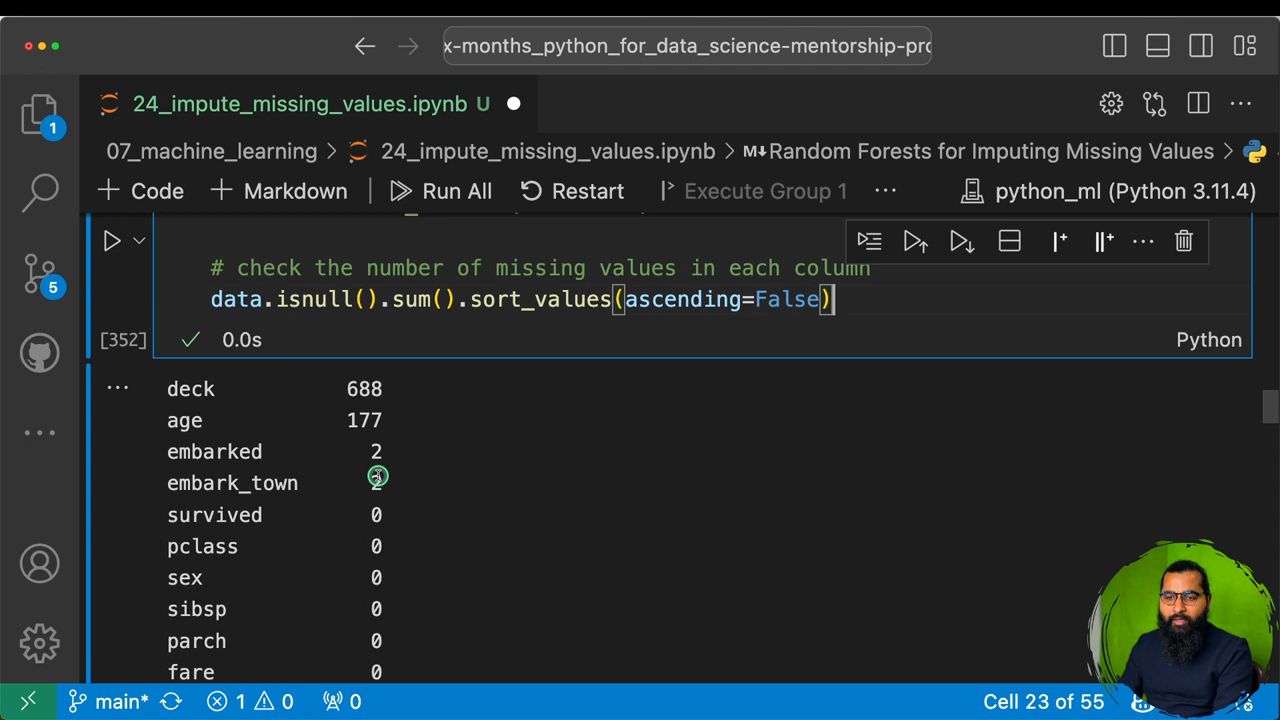 x-months_python_for_data_science-mentorship-pro
24_impute_missing_values.ipynb U
07_machine_learning > 24_impute_missing_values.ipynb > M↓Random Forests for Imputing Missing Values >
+ Code + Markdown | Run All Restart Execute Group 1 ... python_ml (Python 3.11.4)
# check the number of missing values in each column
data.isnull().sum().sort_values(ascending=False)
[352] ✓ 0.0s Python
deck 688
age 177
embarked 2
embark_town 2
survived 0
pclass 0
sex 0
sibsp 0
parch 0
fare 0
1
5
main* 1 0 0 Cell 23 of 55